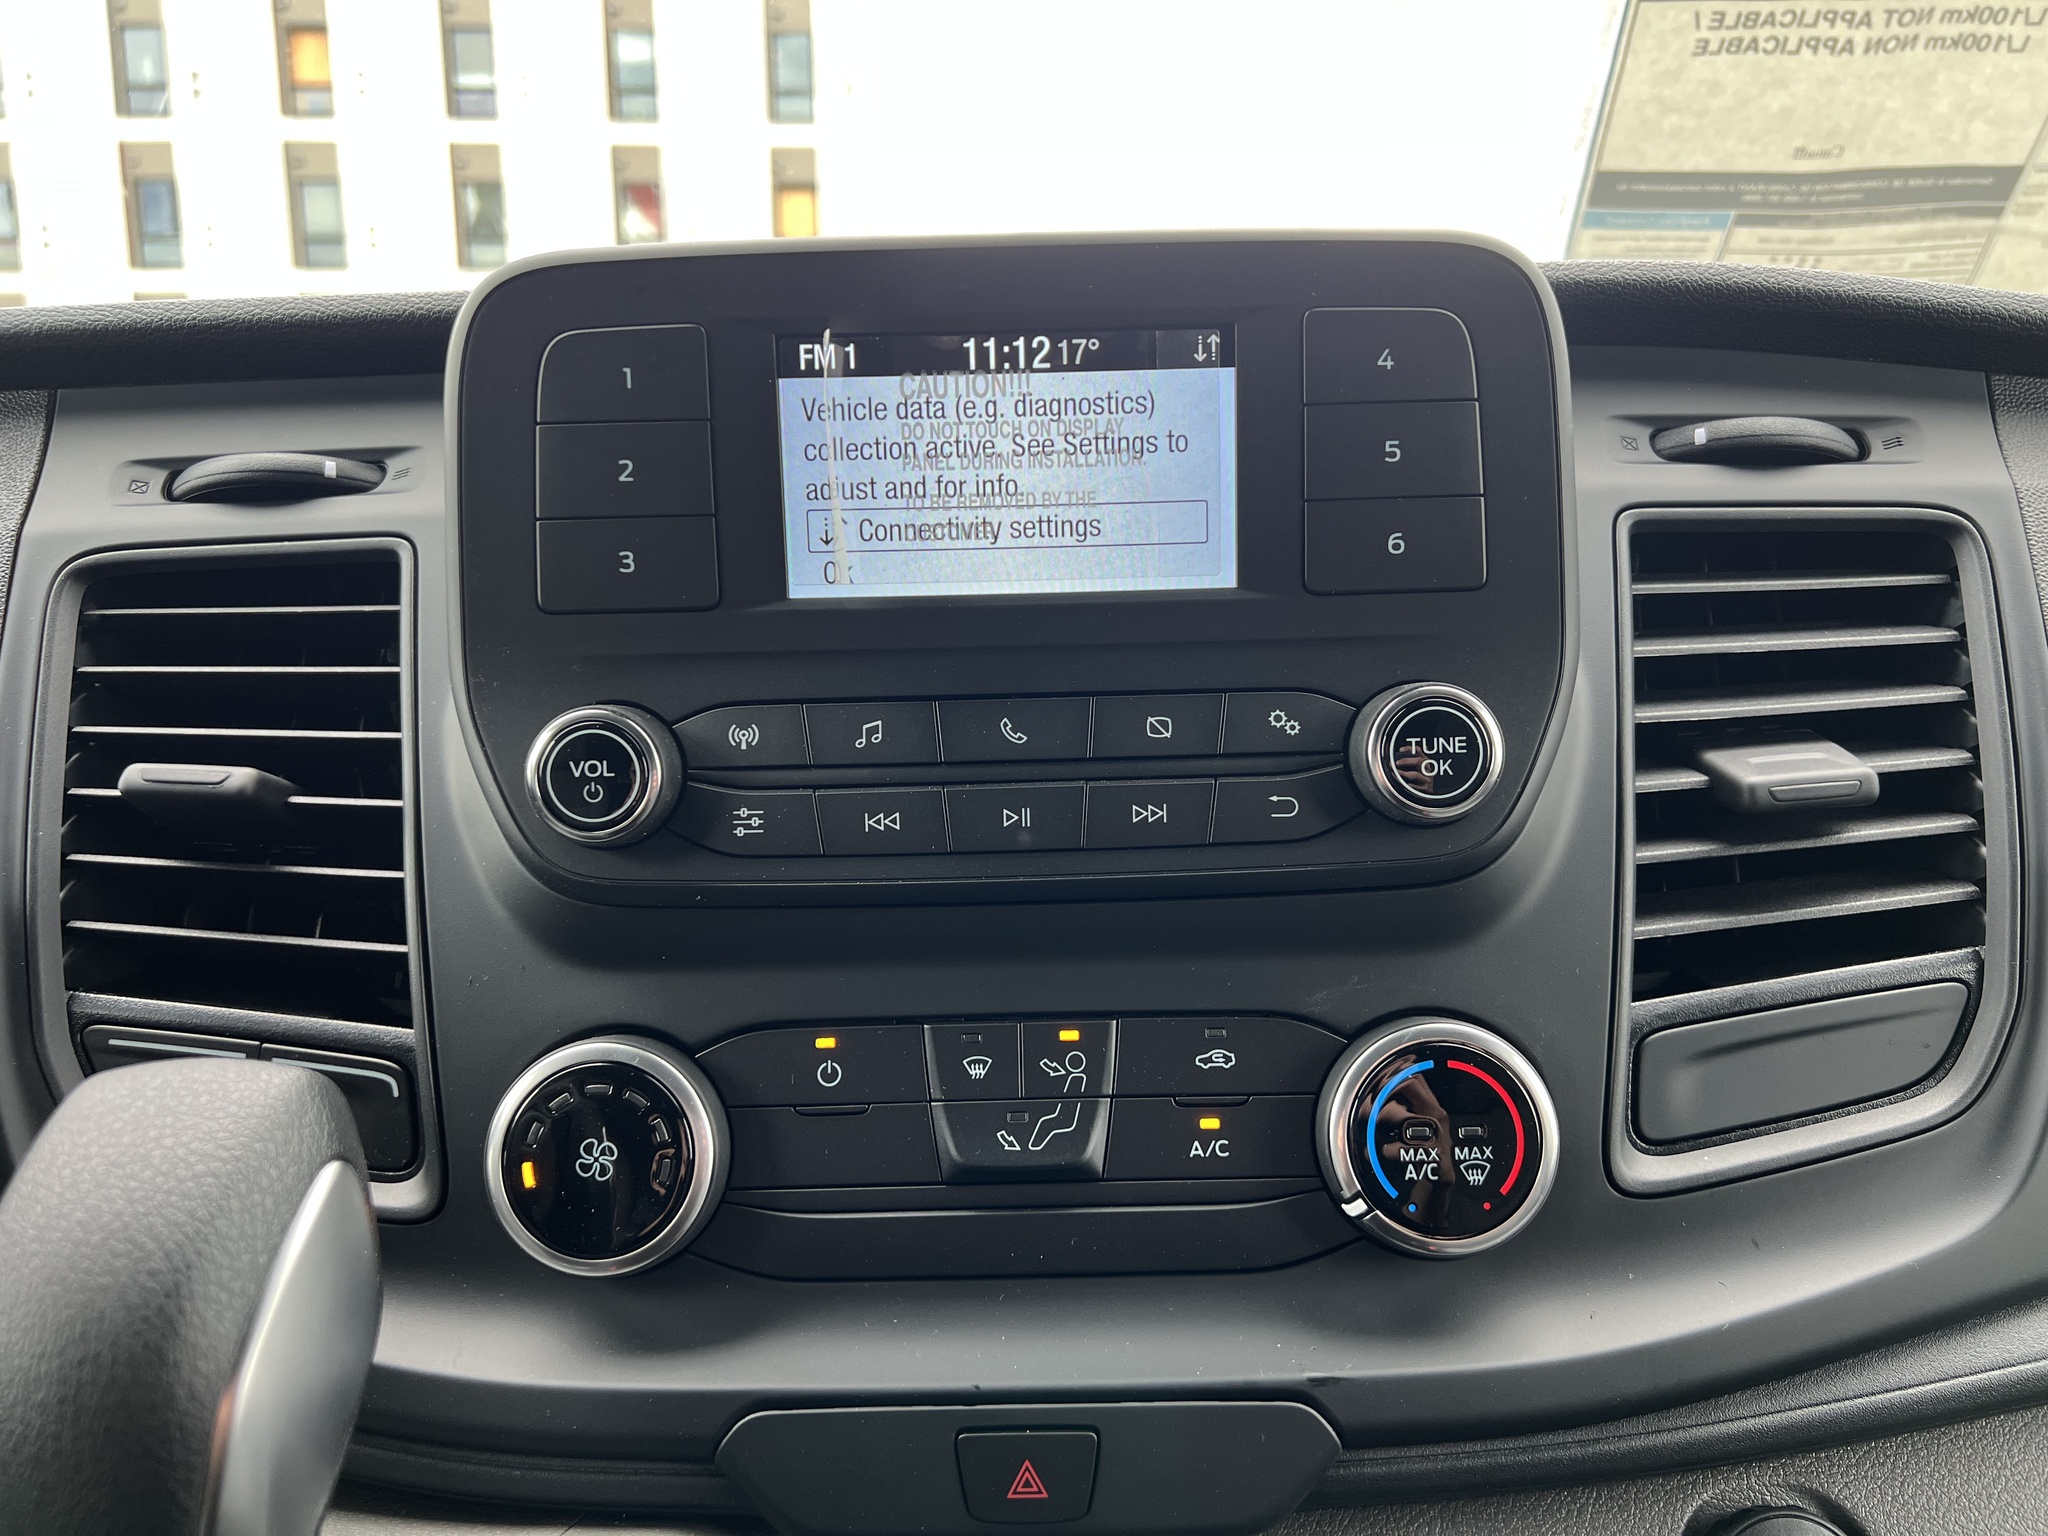 L/100km NOT APPLICABLE /
L/100km NON APPLICABLE
Canada
FM 1
11:12 17°
CAUTION!!!
Vehicle data (e.g. diagnostics)
DO NOT TOUCH ON DISPLAY
collection active. See Settings to
PANEL DURING INSTALLATION.
adjust and for info.
TO BE REMOVED BY THE
Connectivity settings
Ok
1
2
3
4
5
6
VOL
TUNE
OK
A/C
MAX
A/C
MAX